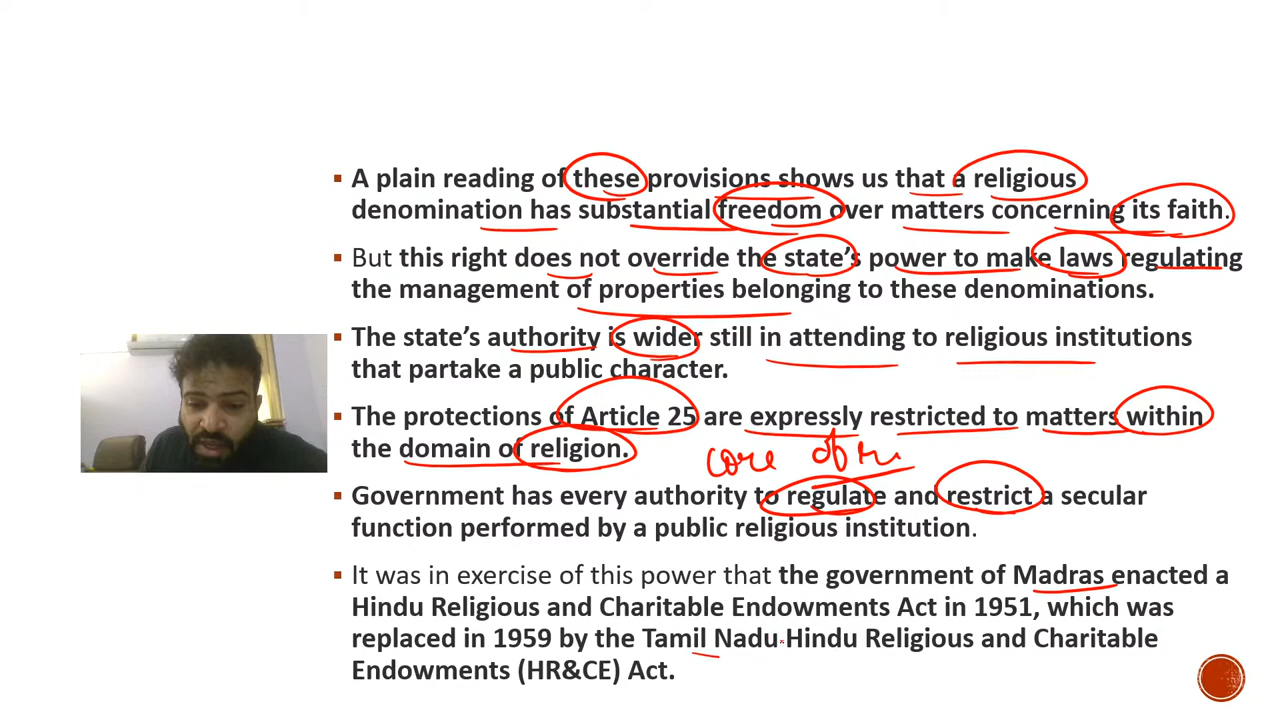 ▪ A plain reading of these provisions shows us that a religious
denomination has substantial freedom over matters concerning its faith.
▪ But this right does not override the state's power to make laws regulating
the management of properties belonging to these denominations.
▪ The state's authority is wider still in attending to religious institutions
that partake a public character.
▪ The protections of Article 25 are expressly restricted to matters within
the domain of religion.
core of
▪ Government has every authority to regulate and restrict a secular
function performed by a public religious institution.
▪ It was in exercise of this power that the government of Madras enacted a
Hindu Religious and Charitable Endowments Act in 1951, which was
replaced in 1959 by the Tamil Nadu Hindu Religious and Charitable
Endowments (HR&CE) Act.